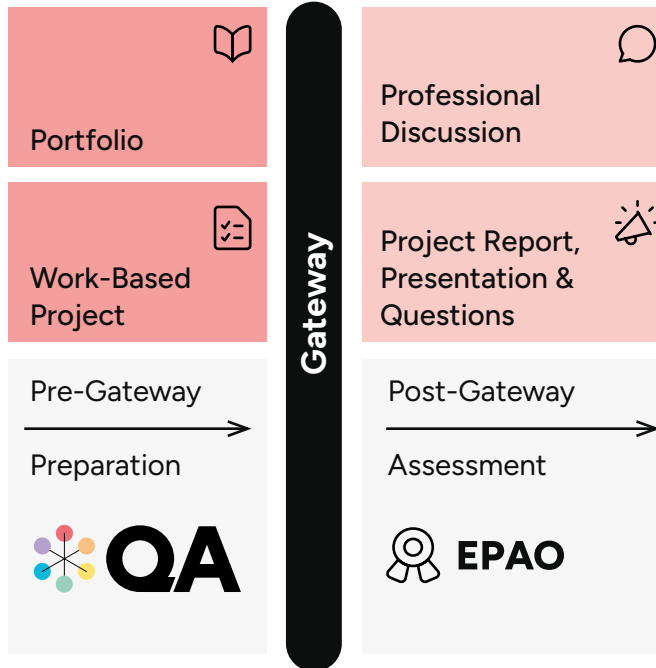 Portfolio
Work-Based
Project
Pre-Gateway
Preparation
QA
Gateway
Professional
Discussion
Project Report,
Presentation &
Questions
Post-Gateway
Assessment
EPAO